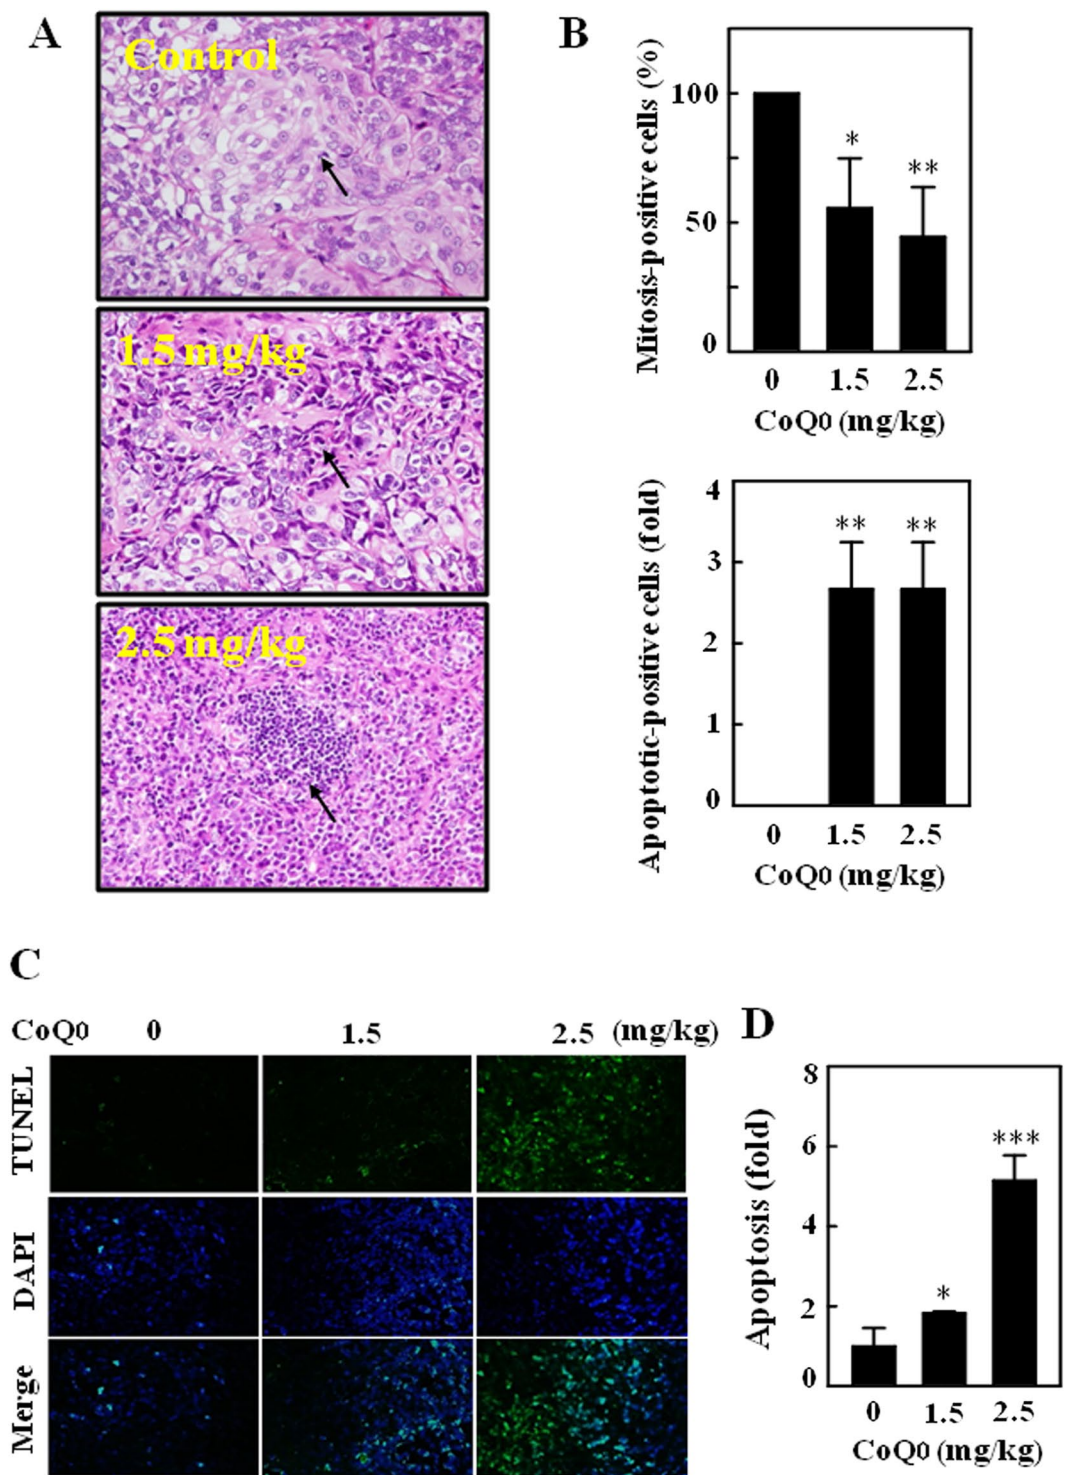 A
Control
1.5 mg/kg
2.5 mg/kg
B
Mitosis-positive cells (%)
100
50
0
*
**
0 1.5 2.5
CoQ0 (mg/kg)
Apoptotic-positive cells (fold)
4
3
2
1
0
** **
0 1.5 2.5
CoQ0 (mg/kg)
C
CoQ0 0 1.5 2.5 (mg/kg)
TUNEL
DAPI
Merge
D
Apoptosis (fold)
8
6
4
2
0
*
***
0 1.5 2.5
CoQ0 (mg/kg)